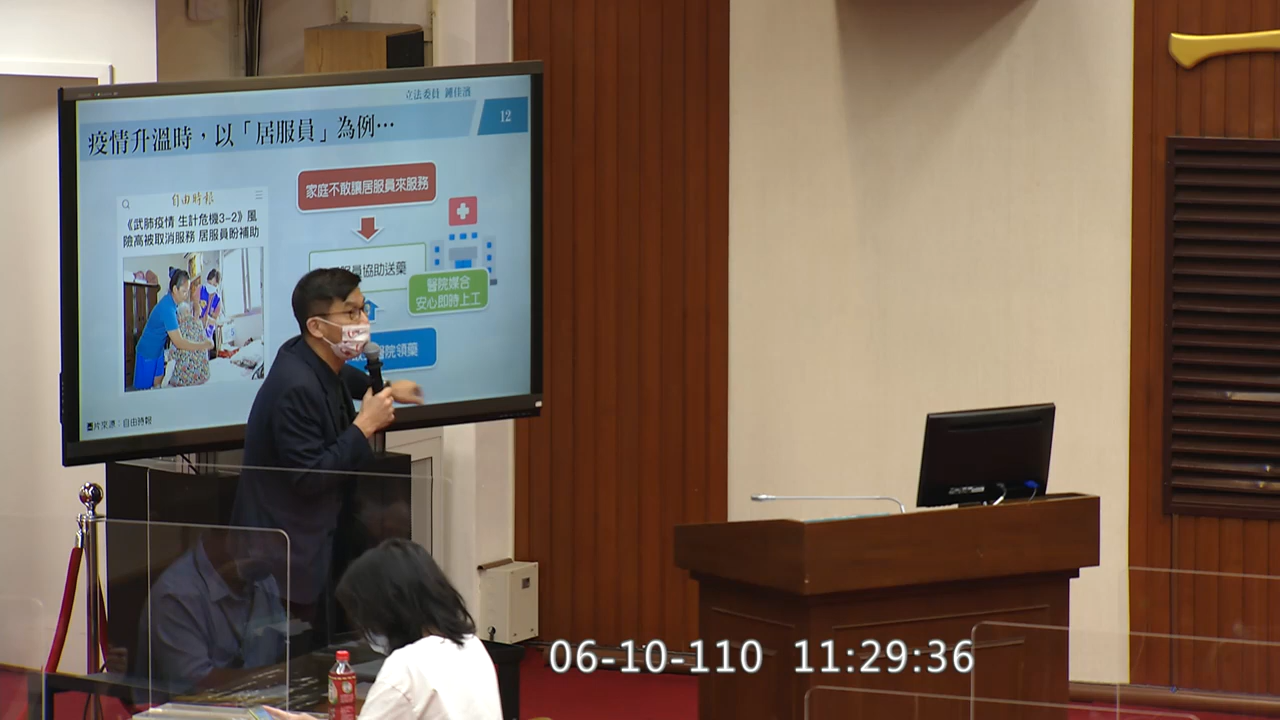 立法委員 鍾佳濱
12
疫情升溫時，以「居服員」為例…
自由時報
《武肺疫情 生計危機3-2》風
險高被取消服務 居服員盼補助
家庭不敢讓居服員來服務
服員協助送藥
醫院媒合
安心即時上工
醫院領藥
圖片來源：自由時報
06-10-110 11:29:36